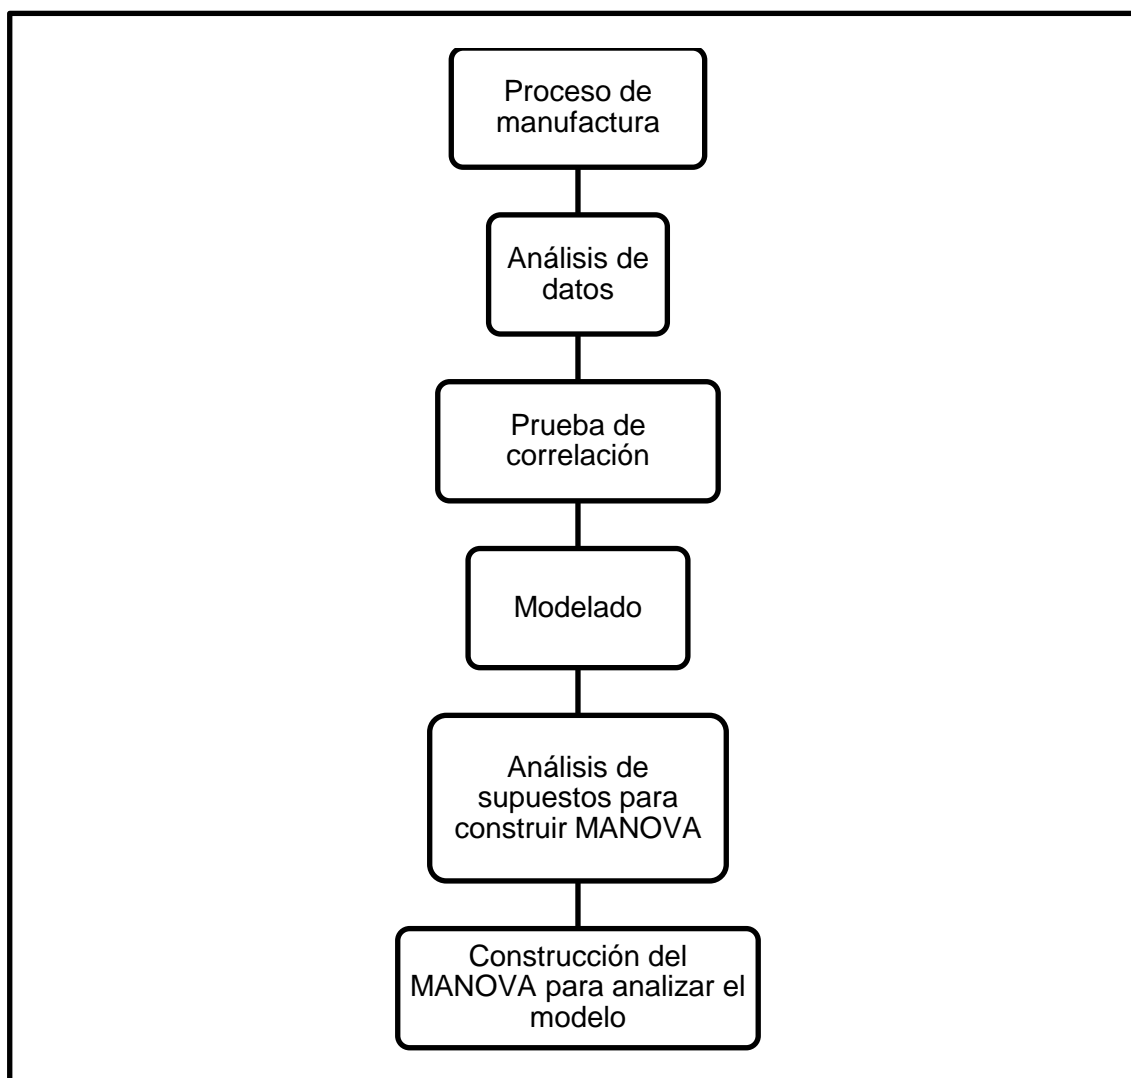 Proceso de
manufactura
Análisis de
datos
Prueba de
correlación
Modelado
Análisis de
supuestos para
construir MANOVA
Construcción del
MANOVA para analizar el
modelo